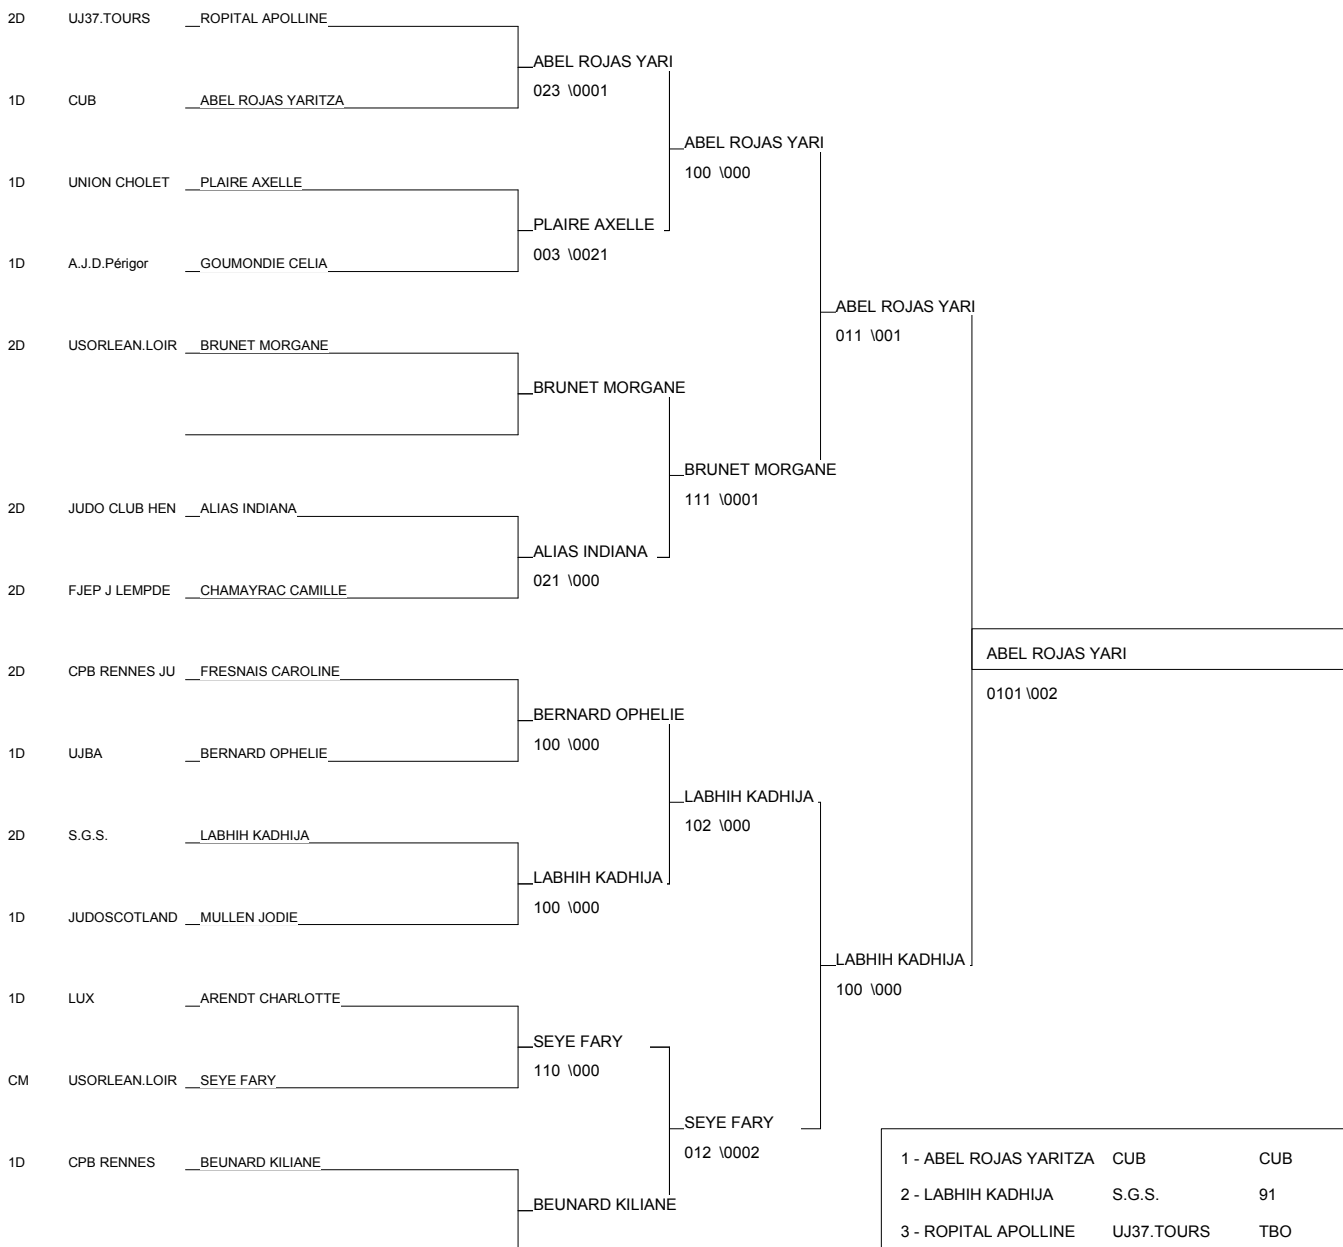 2D UJ37.TOURS ROPITAL APOLLINE
ABEL ROJAS YARI
023 \0001
1D CUB ABEL ROJAS YARITZA
ABEL ROJAS YARI
100 \000
1D UNION CHOLET PLAIRE AXELLE
PLAIRE AXELLE
003 \0021
1D A.J.D.Périgor GOUMONDIE CELIA
ABEL ROJAS YARI
011 \001
2D USORLEAN.LOIR BRUNET MORGANE
BRUNET MORGANE
BRUNET MORGANE
111 \0001
2D JUDO CLUB HEN ALIAS INDIANA
ALIAS INDIANA
021 \000
2D FJEP J LEMPDE CHAMAYRAC CAMILLE
ABEL ROJAS YARI
0101 \002
2D CPB RENNES JU FRESNAIS CAROLINE
BERNARD OPHELIE
100 \000
1D UJBA BERNARD OPHELIE
LABHIH KADHIJA
102 \000
2D S.G.S. LABHIH KADHIJA
LABHIH KADHIJA
100 \000
1D JUDOSCOTLAND MULLEN JODIE
LABHIH KADHIJA
100 \000
1D LUX ARENDT CHARLOTTE
SEYE FARY
110 \000
CM USORLEAN.LOIR SEYE FARY
SEYE FARY
012 \0002
1D CPB RENNES BEUNARD KILIANE
BEUNARD KILIANE
1 - ABEL ROJAS YARITZA CUB CUB
2 - LABHIH KADHIJA S.G.S. 91
3 - ROPITAL APOLLINE UJ37.TOURS TBO